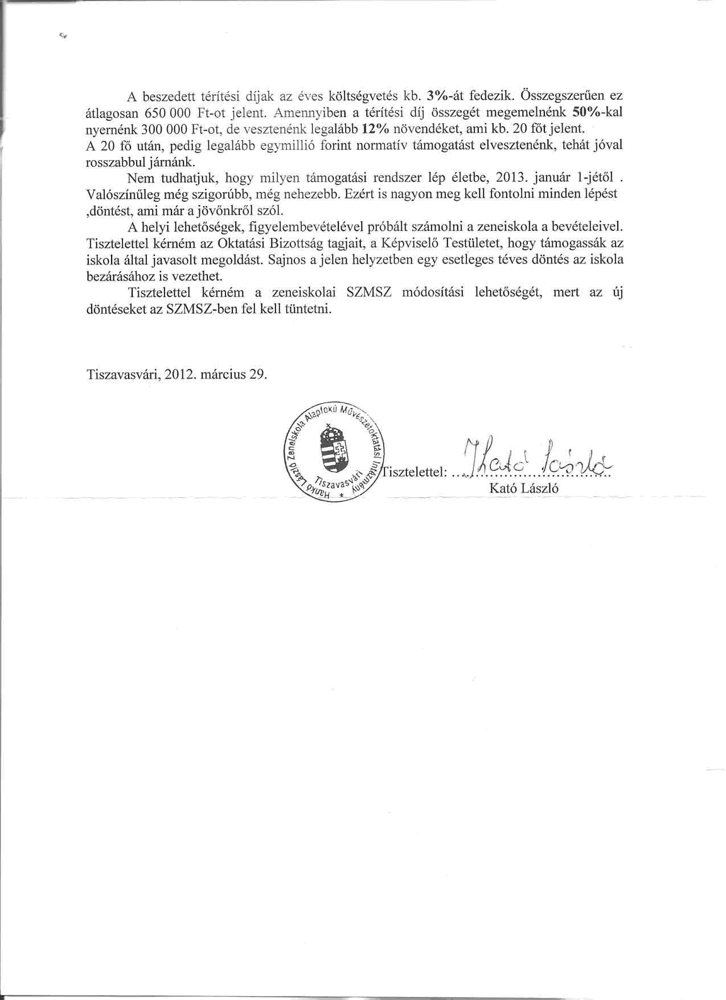 A beszedett térítési díjak az éves költségvetés kb. 3%-át fedezik. Összegszerűen ez
átlagosan 650 000 Ft-ot jelent. Amennyiben a térítési díj összegét megemelnénk 50%-kal
nyernénk 300 000 Ft-ot, de vesztenénk legalább 12% növendéket, ami kb. 20 főt jelent.
A 20 fő után, pedig legalább egymillió forint normatív támogatást elvesztenénk, tehát jóval
rosszabbul járnánk.
Nem tudhatjuk, hogy milyen támogatási rendszer lép életbe, 2013. január 1-jétől .
Valószínűleg még szigorúbb, még nehezebb. Ezért is nagyon meg kell fontolni minden lépést
,döntést, ami már a jövőnkről szól.
A helyi lehetőségek, figyelembevételével próbált számolni a zeneiskola a bevételeivel.
Tisztelettel kérném az Oktatási Bizottság tagjait, a Képviselő Testületet, hogy támogassák az
iskola által javasolt megoldást. Sajnos a jelen helyzetben egy esetleges téves döntés az iskola
bezárásához is vezethet.
Tisztelettel kérném a zeneiskolai SZMSZ módosítási lehetőségét, mert az új
döntéseket az SZMSZ-ben fel kell tüntetni.
Tiszavasvári, 2012. március 29.
Hankó László Zeneiskola Alapfokú Művészetoktatási Intézmény
Tiszavasvári
*
Tisztelettel: Kató László
Kató László